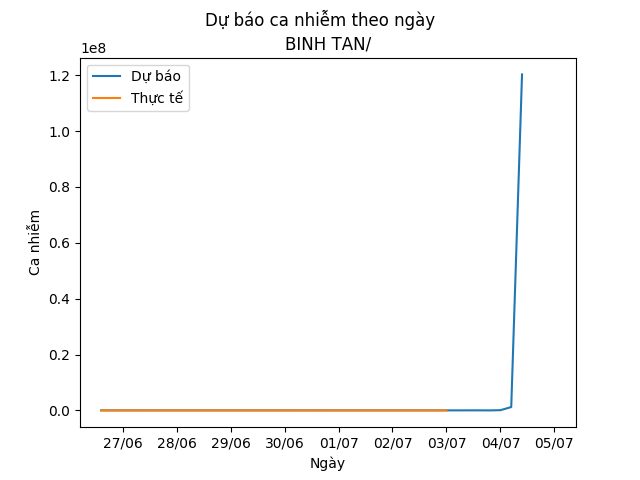 Dự báo ca nhiễm theo ngày
BINH TAN/
1e8
Dự báo
Thực tế
1.2
1.0
0.8
0.6
0.4
0.2
0.0
Ca nhiễm
27/06 28/06 29/06 30/06 01/07 02/07 03/07 04/07 05/07
Ngày